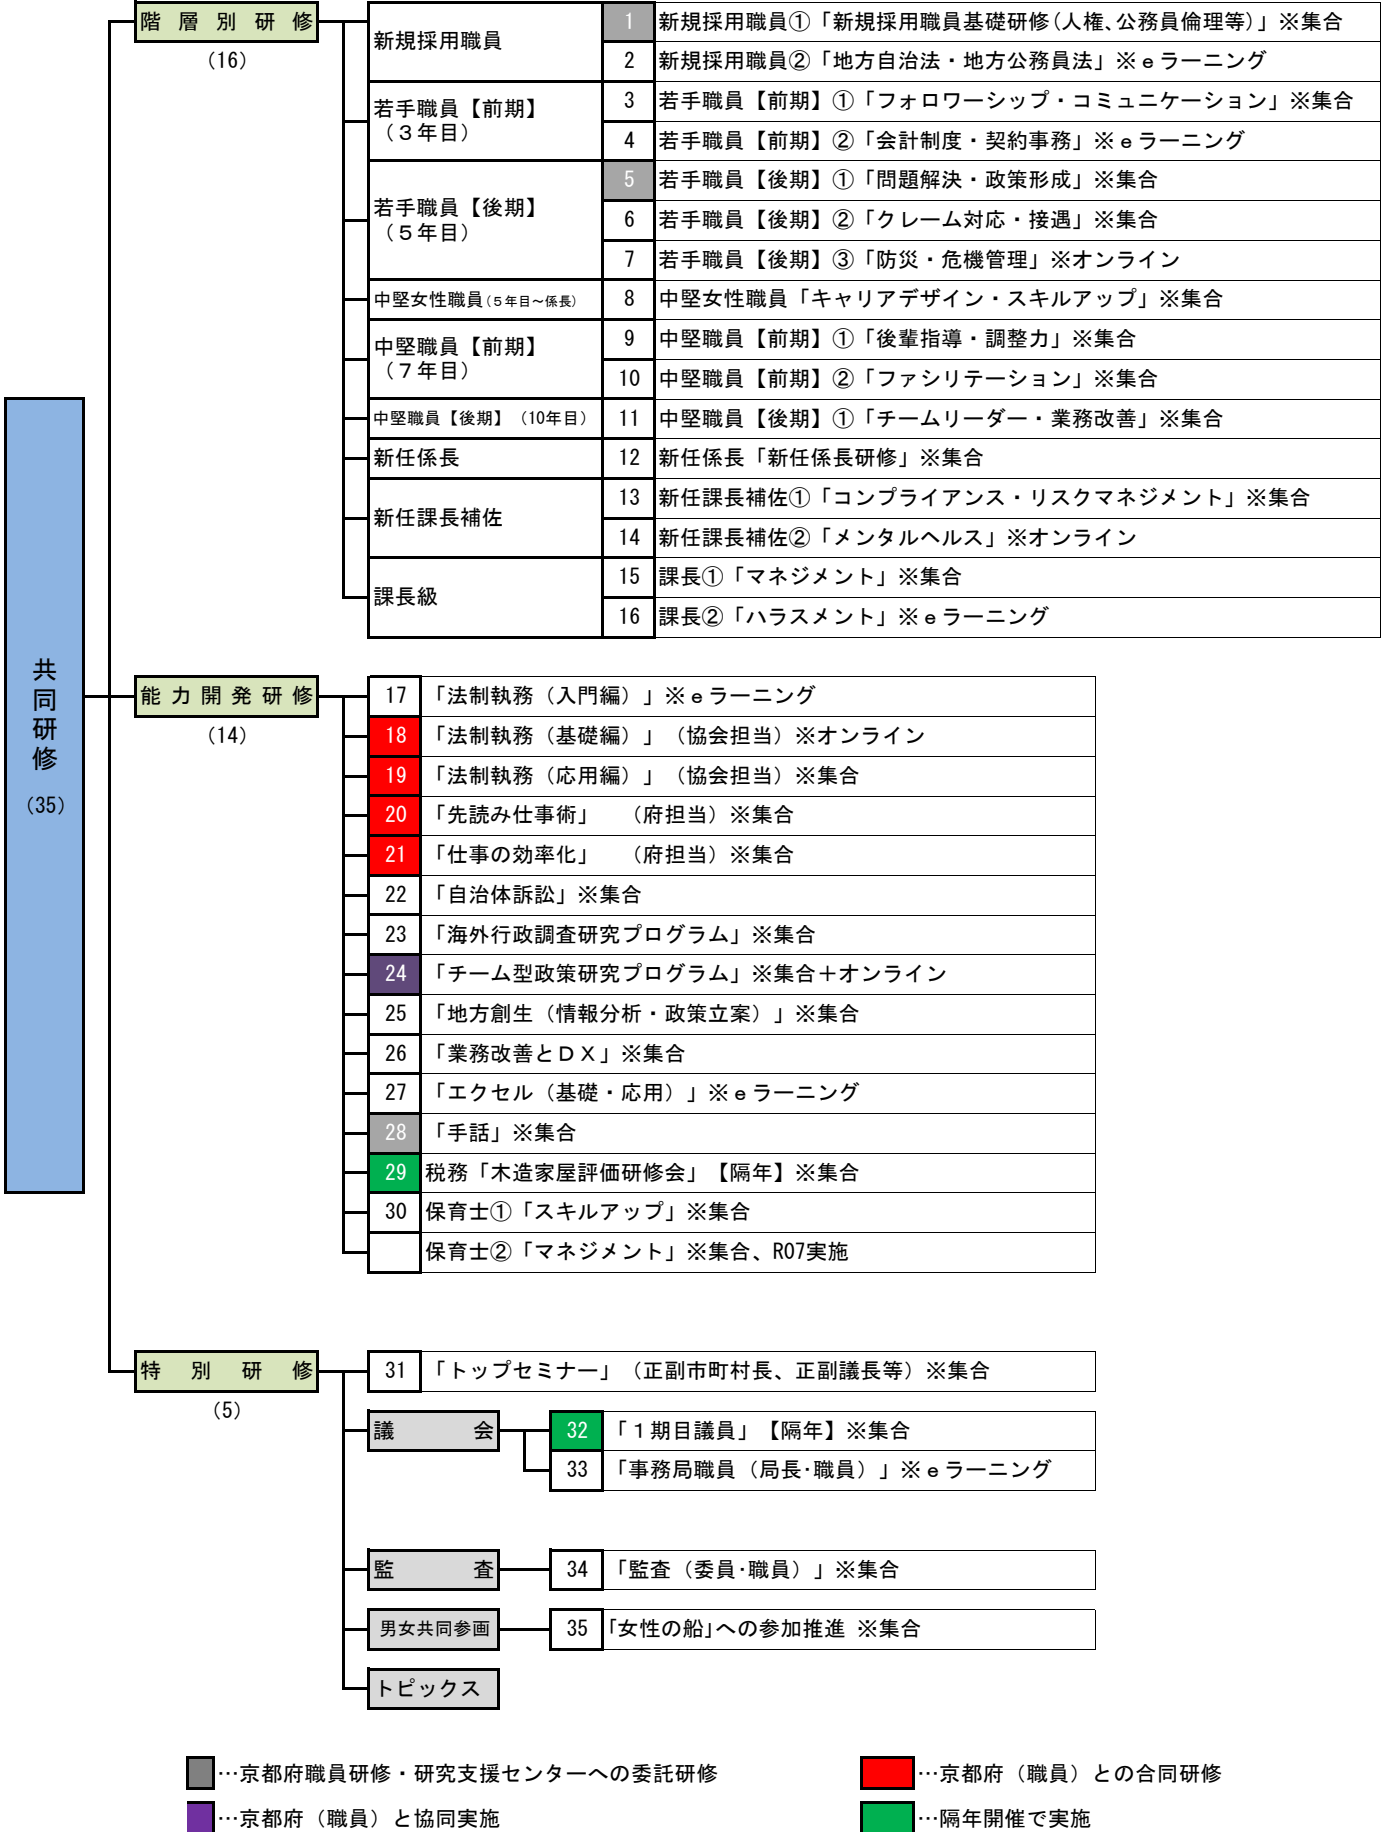 階層別研修
(16)
新規採用職員
1 新規採用職員①「新規採用職員基礎研修(人権、公務員倫理等)」※集合
2 新規採用職員②「地方自治法・地方公務員法」※eラーニング
若手職員【前期】
(3年目)
3 若手職員【前期】①「フォロワーシップ・コミュニケーション」※集合
4 若手職員【前期】②「会計制度・契約事務」※eラーニング
若手職員【後期】
(5年目)
5 若手職員【後期】①「問題解決・政策形成」※集合
6 若手職員【後期】②「クレーム対応・接遇」※集合
7 若手職員【後期】③「防災・危機管理」※オンライン
中堅女性職員(5年目~係長)
8 中堅女性職員「キャリアデザイン・スキルアップ」※集合
中堅職員【前期】
(7年目)
9 中堅職員【前期】①「後輩指導・調整力」※集合
10 中堅職員【前期】②「ファシリテーション」※集合
中堅職員【後期】(10年目)
11 中堅職員【後期】①「チームリーダー・業務改善」※集合
新任係長
12 新任係長「新任係長研修」※集合
新任課長補佐
13 新任課長補佐①「コンプライアンス・リスクマネジメント」※集合
14 新任課長補佐②「メンタルヘルス」※オンライン
課長級
15 課長①「マネジメント」※集合
16 課長②「ハラスメント」※eラーニング
共同研修
(35)
能力開発研修
(14)
17 「法制執務(入門編)」※eラーニング
18 「法制執務(基礎編)」(協会担当)※オンライン
19 「法制執務(応用編)」(協会担当)※集合
20 「先読み仕事術」 (府担当)※集合
21 「仕事の効率化」 (府担当)※集合
22 「自治体訴訟」※集合
23 「海外行政調査研究プログラム」※集合
24 「チーム型政策研究プログラム」※集合+オンライン
25 「地方創生(情報分析・政策立案)」※集合
26 「業務改善とDX」※集合
27 「エクセル(基礎・応用)」※eラーニング
28 「手話」※集合
29 税務「木造家屋評価研修会」【隔年】※集合
30 保育士①「スキルアップ」※集合
保育士②「マネジメント」※集合、R07実施
特別研修
(5)
31 「トップセミナー」(正副市町村長、正副議長等)※集合
議会
32 「1期目議員」【隔年】※集合
33 「事務局職員(局長・職員)」※eラーニング
監査
34 「監査(委員・職員)」※集合
男女共同参画
35 「女性の船」への参加推進 ※集合
トピックス
…京都府職員研修・研究支援センターへの委託研修
…京都府(職員)との合同研修
…京都府(職員)と協同実施
…隔年開催で実施